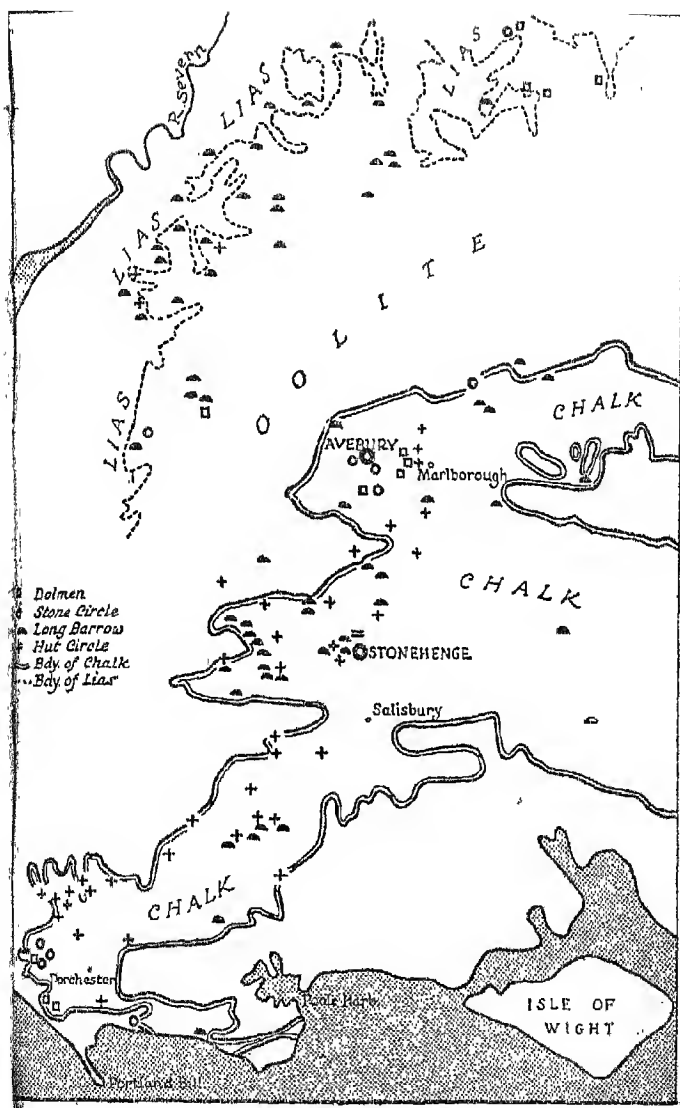 R. Severn
LIAS
LIAS
LIAS
LIAS
OOLITE
CHALK
AVEBURY
Marlborough
CHALK
Dolmen
Stone Circle
Long Barrow
Hut Circle
Bdy. of Chalk
Bdy. of Lias
STONEHENGE
Salisbury
CHALK
Dorchester
Poole Harb.
ISLE OF
WIGHT
Portland Bill